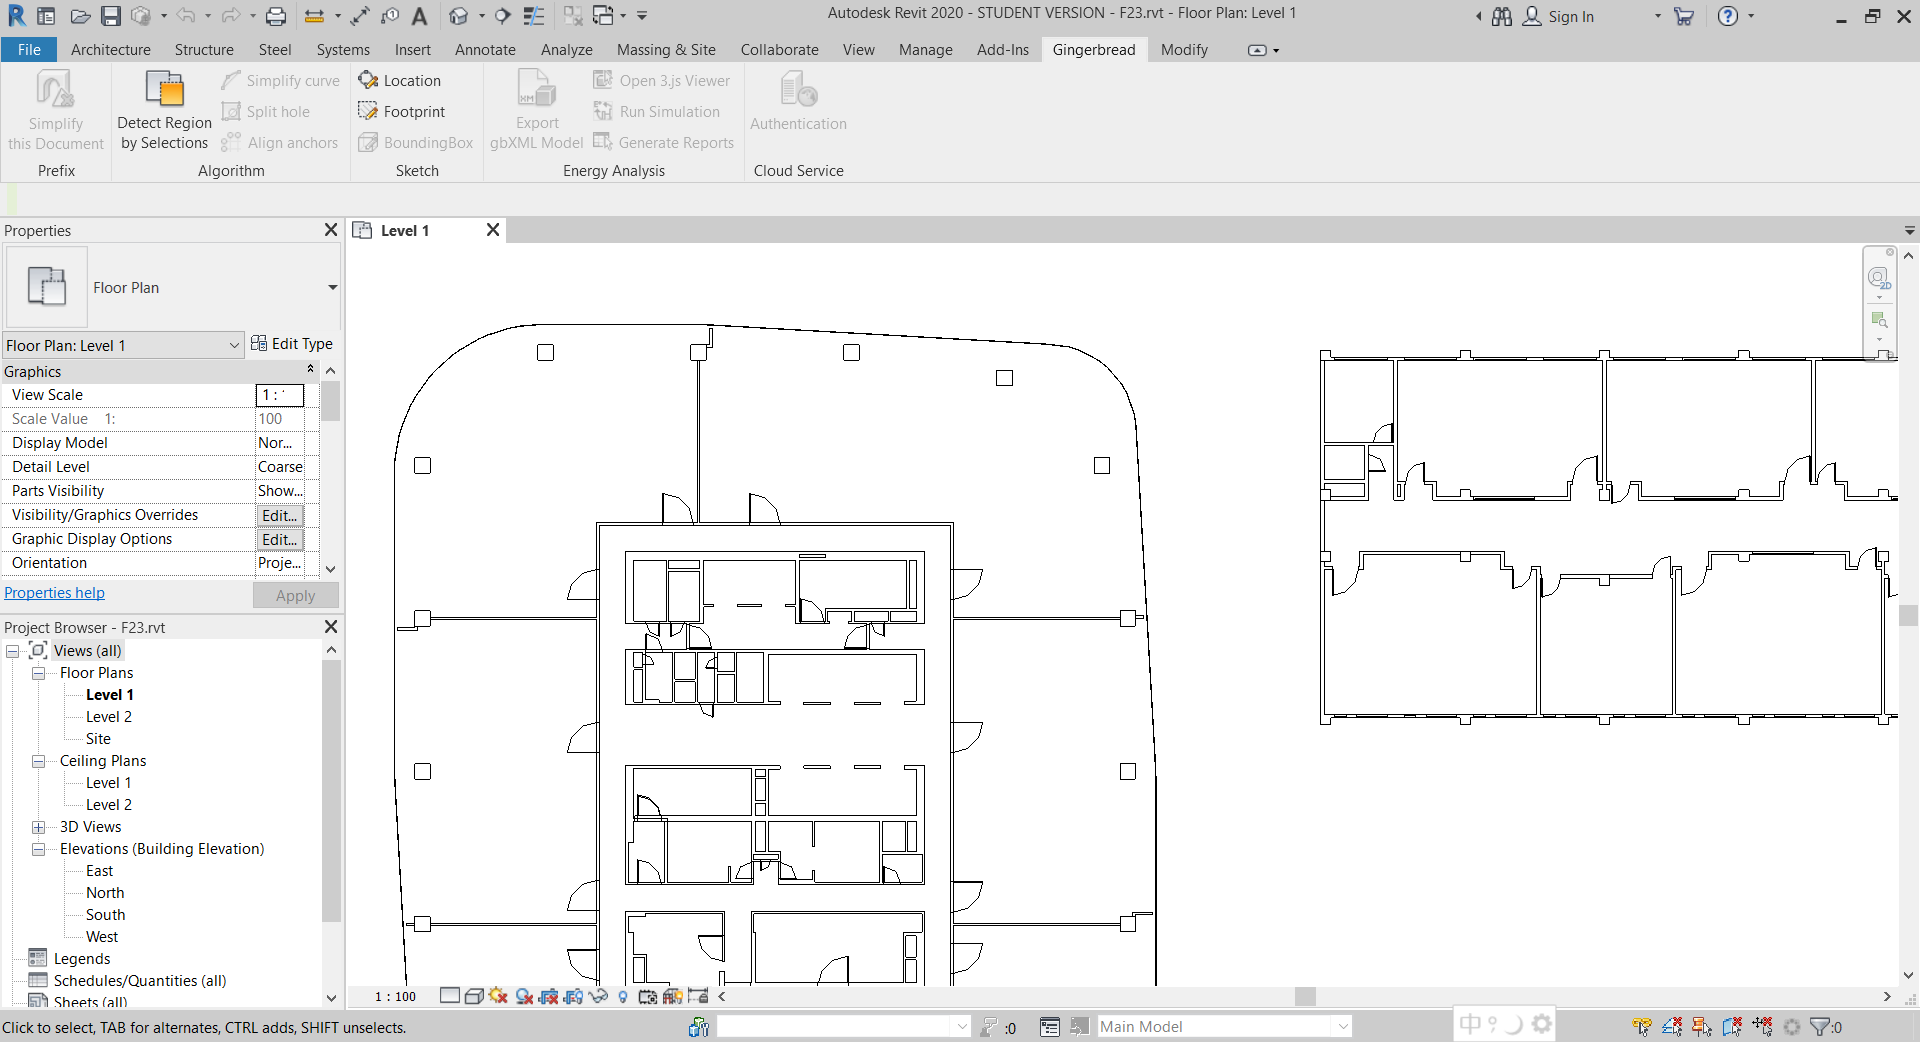 Autodesk Revit 2020 - STUDENT VERSION - F23.rvt - Floor Plan: Level 1
Sign In
File Architecture Structure Steel Systems Insert Annotate Analyze Massing & Site Collaborate View Manage Add-Ins Gingerbread Modify
Simplify
this Document
Prefix
Detect Region
by Selections
Simplify curve
Split hole
Align anchors
Algorithm
Location
Footprint
BoundingBox
Sketch
Export
gbXML Model
Open 3.js Viewer
Run Simulation
Generate Reports
Energy Analysis
Authentication
Cloud Service
Properties
Floor Plan
Floor Plan: Level 1
Edit Type
Graphics
View Scale 1 :
Scale Value 1: 100
Display Model Nor...
Detail Level Coarse
Parts Visibility Show...
Visibility/Graphics Overrides Edit...
Graphic Display Options Edit...
Orientation Proje...
Properties help
Apply
Project Browser - F23.rvt
Views (all)
Floor Plans
Level 1
Level 2
Site
Ceiling Plans
Level 1
Level 2
3D Views
Elevations (Building Elevation)
East
North
South
West
Legends
Schedules/Quantities (all)
Sheets (all)
Level 1
2D
1 : 100
Click to select, TAB for alternates, CTRL adds, SHIFT unselects.
:0
Main Model
中
:0